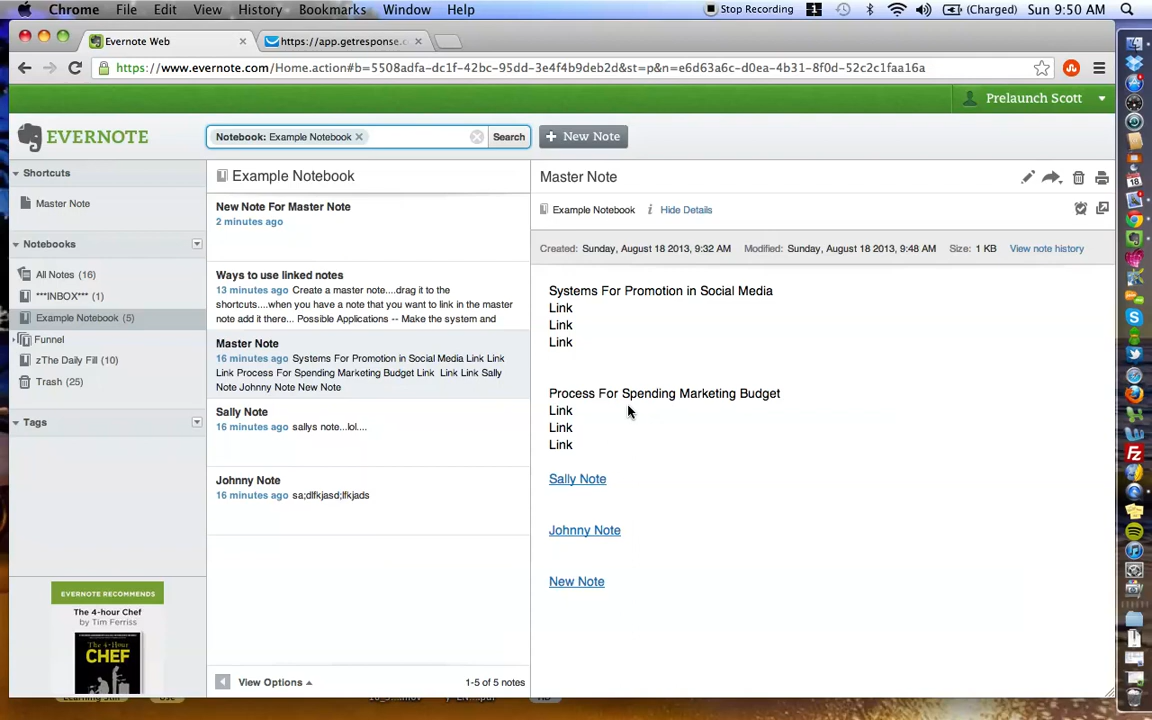 Chrome File Edit View History Bookmarks Window Help
Stop Recording 1 (Charged) Sun 9:50 AM
Evernote Web
https://app.getresponse.c
https://www.evernote.com/Home.action#b=5508adfa-dc1f-42bc-95dd-3e4f4b9deb2d&st=p&n=e6d63a6c-d0ea-4b31-8f0d-52c2c1faa16a
Prelaunch Scott
EVERNOTE
Notebook: Example Notebook
Search
+ New Note
Shortcuts
Master Note
Notebooks
All Notes (16)
***INBOX*** (1)
Example Notebook (5)
Funnel
zThe Daily Fill (10)
Trash (25)
Tags
EVERNOTE RECOMMENDS
The 4-hour Chef
by Tim Ferriss
THE 4-HOUR
CHEF
Example Notebook
New Note For Master Note
2 minutes ago
Ways to use linked notes
13 minutes ago Create a master note....drag it to the
shortcuts....when you have a note that you want to link in the master
note add it there... Possible Applications -- Make the system and
Master Note
16 minutes ago Systems For Promotion in Social Media Link Link
Link Process For Spending Marketing Budget Link Link Link Sally
Note Johnny Note New Note
Sally Note
16 minutes ago sallys note...lol....
Johnny Note
16 minutes ago sa;dlfkjasd;lfkjads
View Options
1-5 of 5 notes
Master Note
Example Notebook
Hide Details
Created: Sunday, August 18 2013, 9:32 AM Modified: Sunday, August 18 2013, 9:48 AM Size: 1 KB View note history
Systems For Promotion in Social Media
Link
Link
Link
Process For Spending Marketing Budget
Link
Link
Link
Sally Note
Johnny Note
New Note